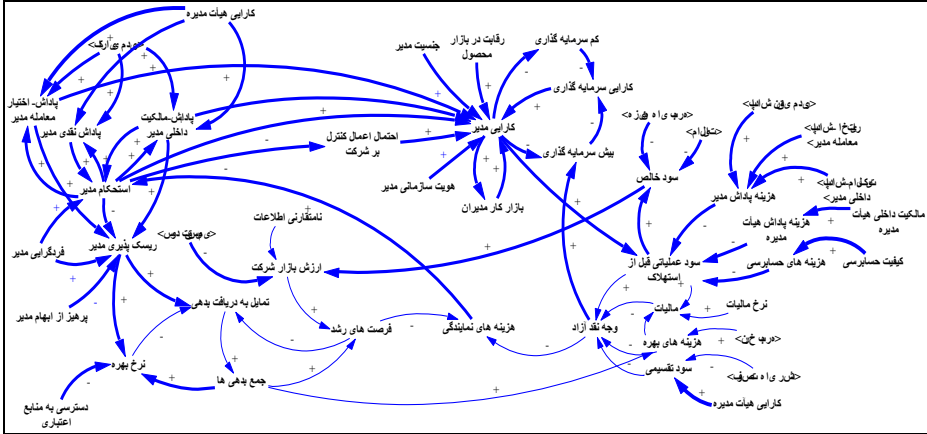 کارایی هیأت مدیره
پاداش- اختیار
معامله مدیر
پاداش نقدی مدیر
پاداش-مالکیت
داخلی مدیر
استحکام مدیر
فردگرایی مدیر
ریسک پذیری مدیر
پرهیز از ابهام مدیر
نرخ بهره
دسترسی به منابع
اعتباری
جمع بدهی ها
تمایل به دریافت بدهی
نامتقارنی اطلاعات
ارزش بازار شرکت
فرصت های رشد
هزینه های نمایندگی
احتمال اعمال کنترل
بر شرکت
جنسیت مدیر
رقابت در بازار
محصول
کارایی مدیر
هویت سازمانی مدیر
بازار کار مدیران
کم سرمایه گذاری
کارایی سرمایه گذاری
بیش سرمایه گذاری
سود خالص
هزینه پاداش مدیر
معامله مدیر>
داخلی مدیر>
هزینه پاداش هیأت
مدیره
مالکیت داخلی هیأت
مدیره
هزینه های حسابرسی
کیفیت حسابرسی
سود عملیاتی قبل از
استهلاک
وجه نقد آزاد
مالیات
نرخ مالیات
هزینه های بهره
سود تقسیمی
کارایی هیأت مدیره